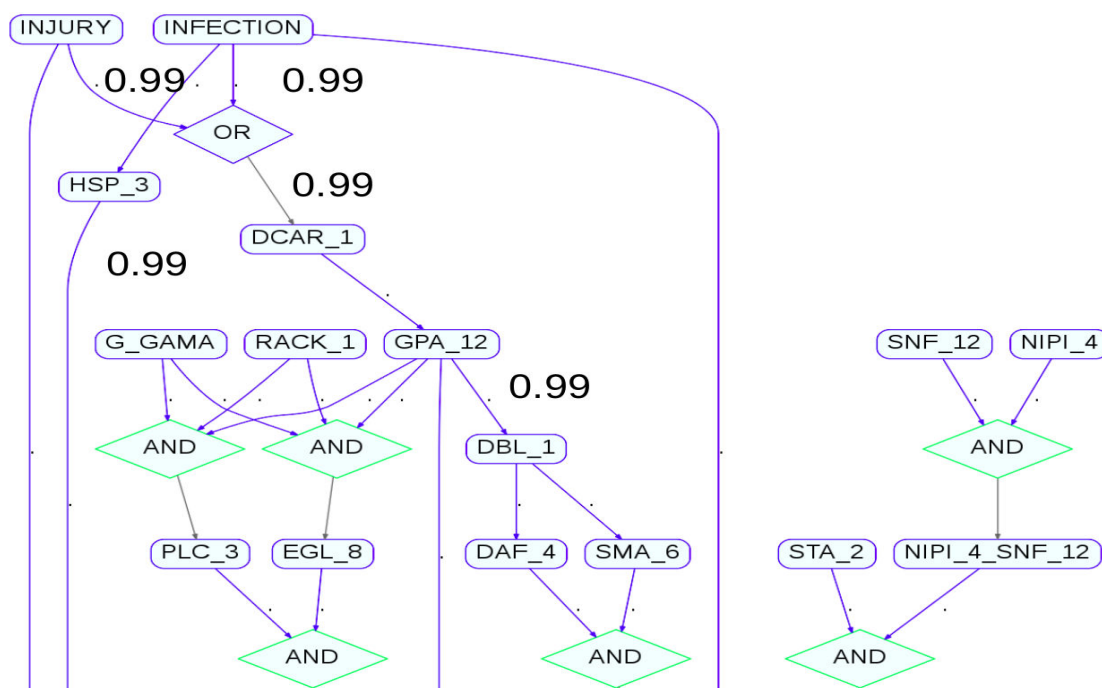 INJURY INFECTION
0.99 0.99
OR
HSP_3 0.99
DCAR_1
0.99
G_GAMA RACK_1 GPA_12 SNF_12 NIPI_4
0.99
AND AND DBL_1 AND
PLC_3 EGL_8 DAF_4 SMA_6 STA_2 NIPI_4_SNF_12
AND AND AND